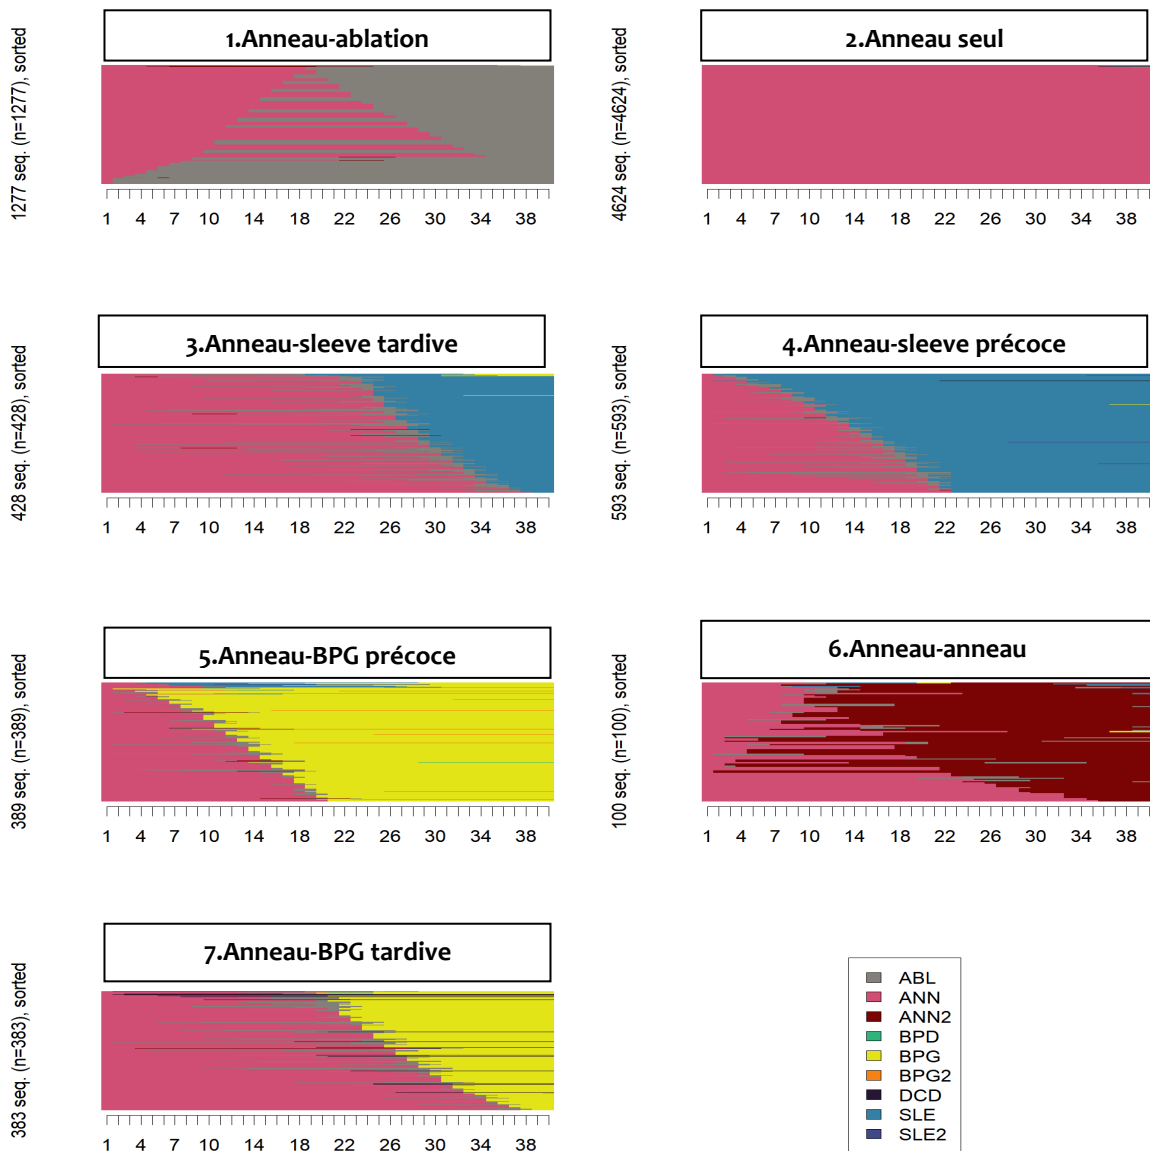 1.Anneau-ablation
1277 seq. (n=1277), sorted
1 4 7 10 14 18 22 26 30 34 38
2.Anneau seul
4624 seq. (n=4624), sorted
1 4 7 10 14 18 22 26 30 34 38
3.Anneau-sleeve tardive
428 seq. (n=428), sorted
1 4 7 10 14 18 22 26 30 34 38
4.Anneau-sleeve précoce
593 seq. (n=593), sorted
1 4 7 10 14 18 22 26 30 34 38
5.Anneau-BPG précoce
389 seq. (n=389), sorted
1 4 7 10 14 18 22 26 30 34 38
6.Anneau-anneau
100 seq. (n=100), sorted
1 4 7 10 14 18 22 26 30 34 38
7.Anneau-BPG tardive
383 seq. (n=383), sorted
1 4 7 10 14 18 22 26 30 34 38
ABL
ANN
ANN2
BPD
BPG
BPG2
DCD
SLE
SLE2